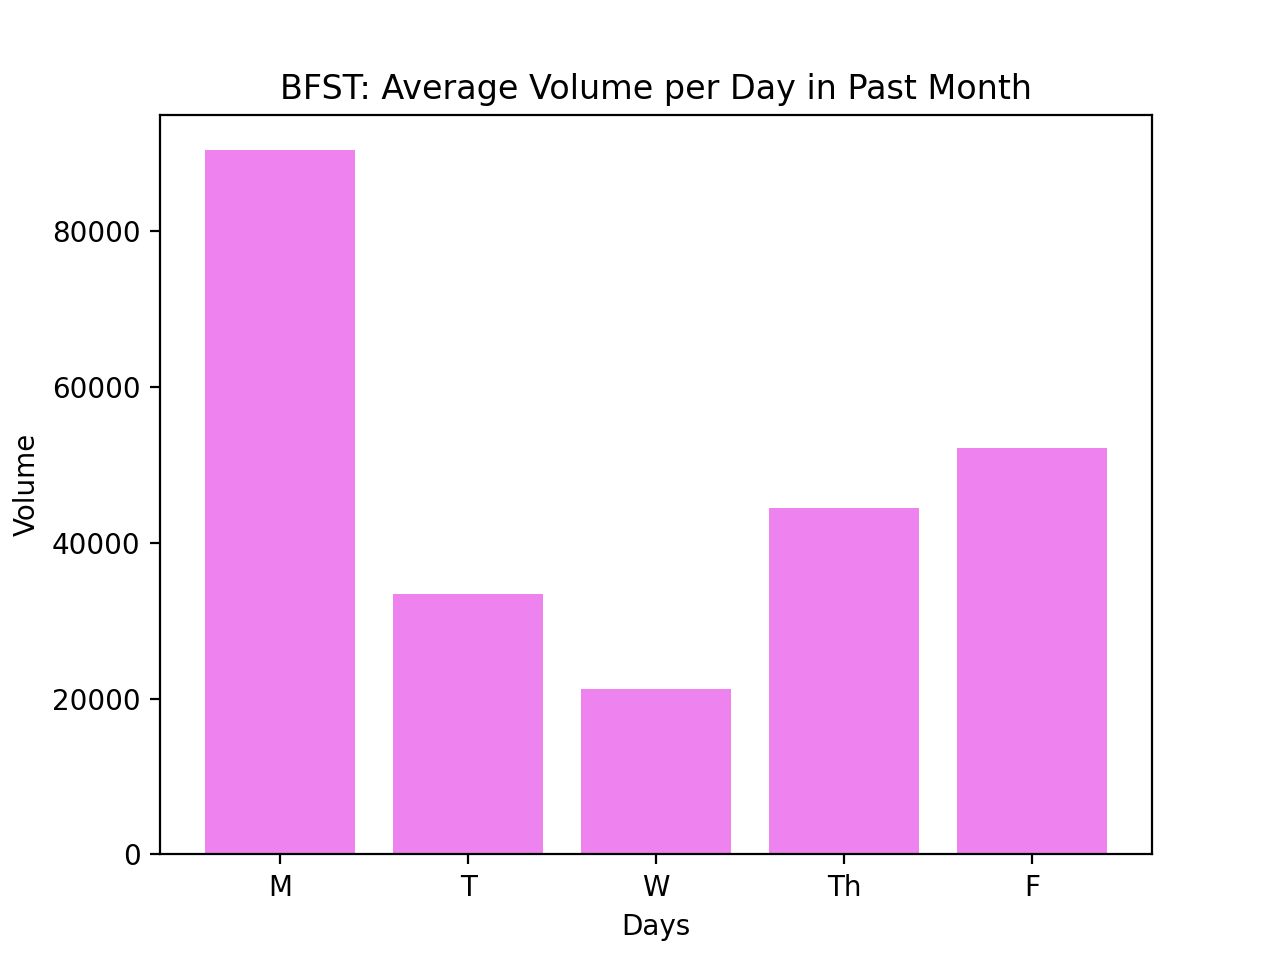 BFST: Average Volume per Day in Past Month
80000
60000
40000
20000
0
Volume
M T W Th F
Days